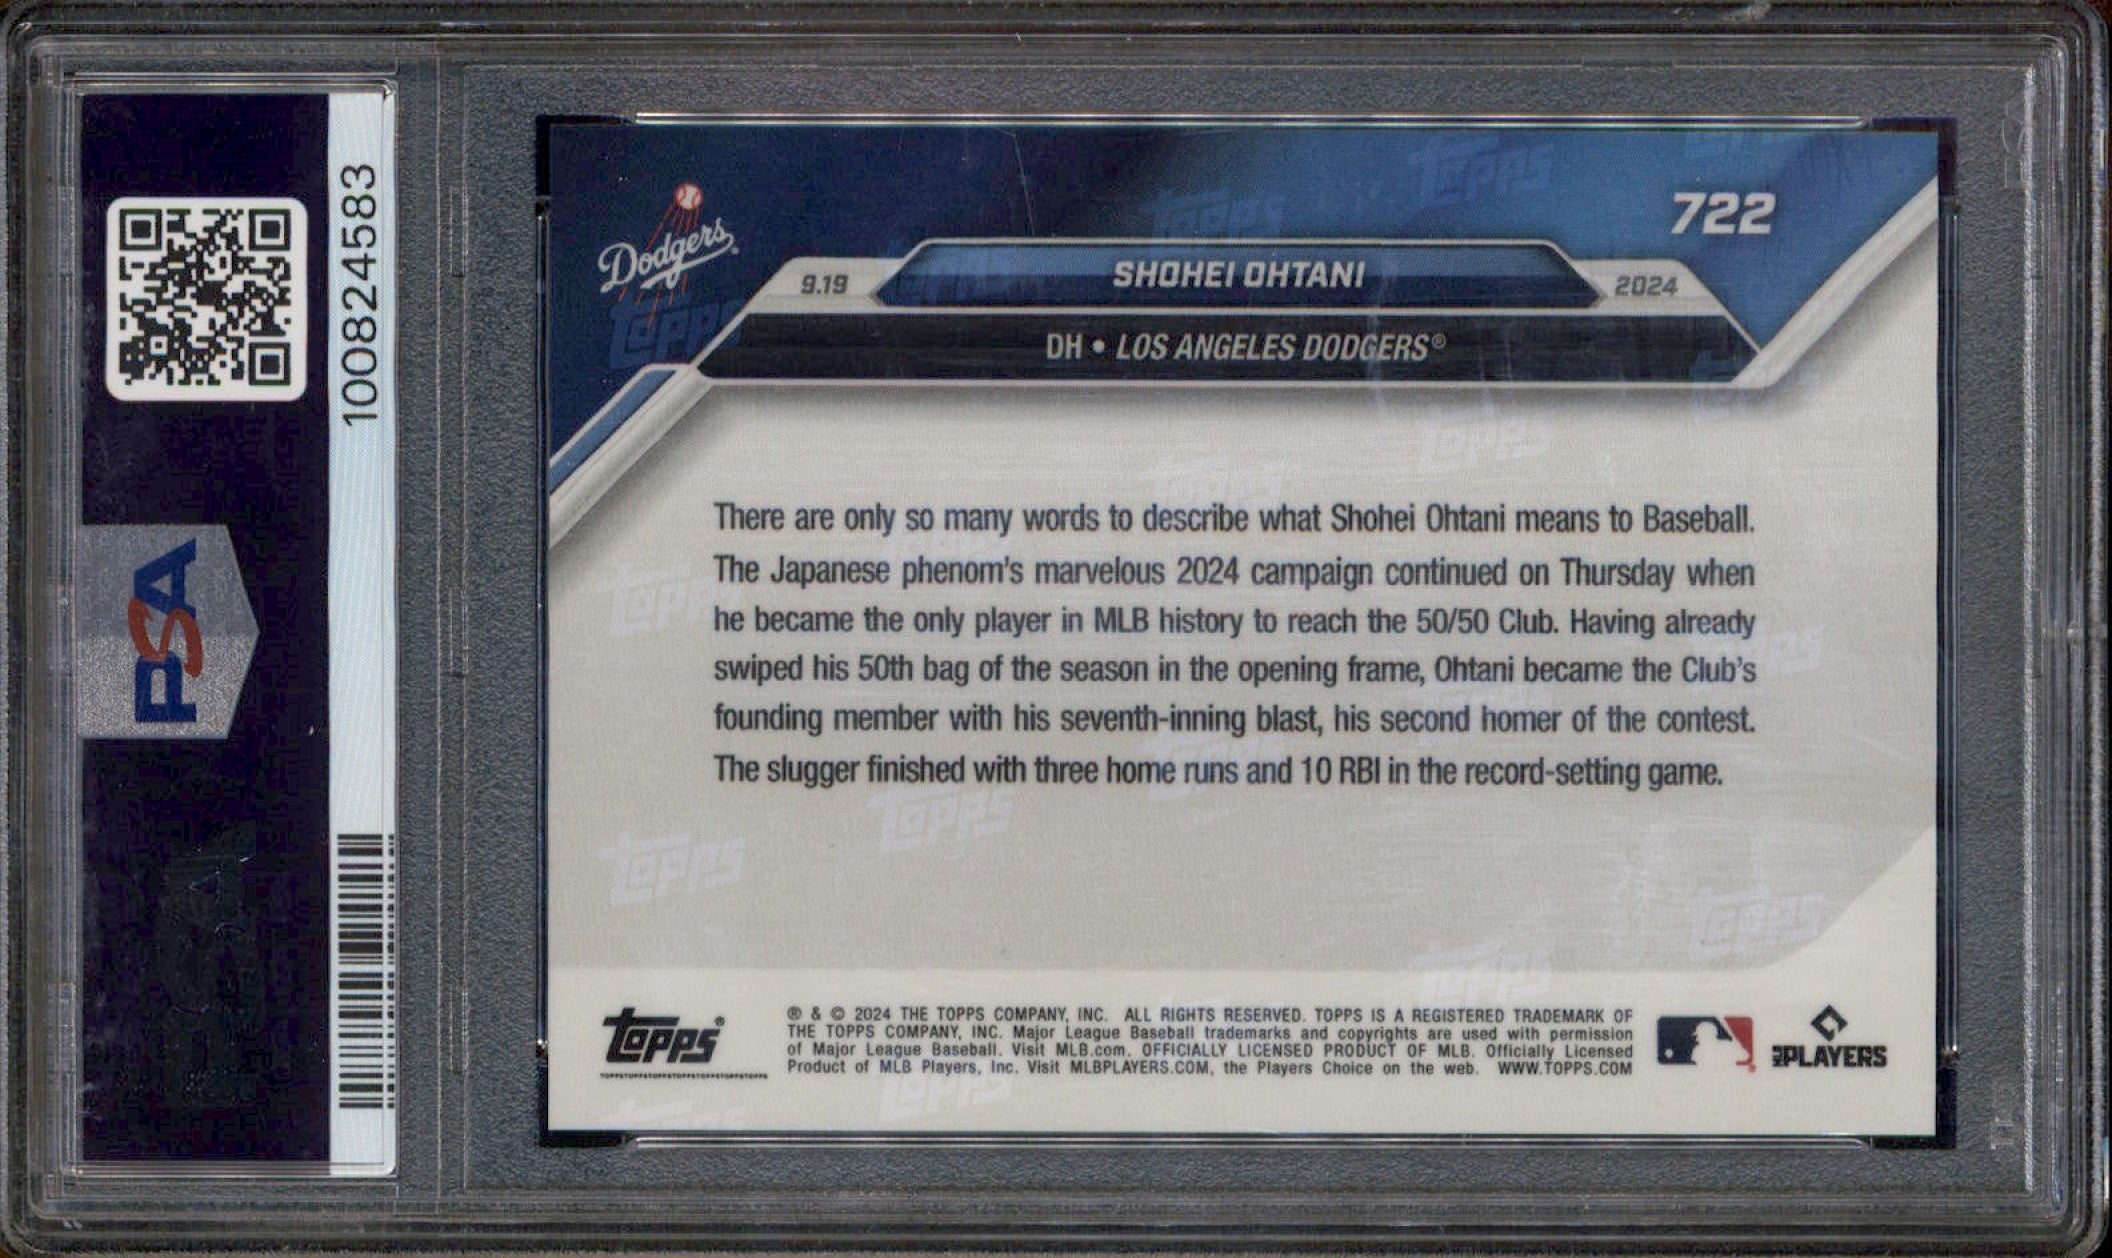 PSA
100824583
Dodgers
722
9.19
SHOHEI OHTANI
2024
DH • LOS ANGELES DODGERS®
There are only so many words to describe what Shohei Ohtani means to Baseball.
The Japanese phenom's marvelous 2024 campaign continued on Thursday when
he became the only player in MLB history to reach the 50/50 Club. Having already
swiped his 50th bag of the season in the opening frame, Ohtani became the Club's
founding member with his seventh-inning blast, his second homer of the contest.
The slugger finished with three home runs and 10 RBI in the record-setting game.
Topps®
® & © 2024 THE TOPPS COMPANY, INC. ALL RIGHTS RESERVED. TOPPS IS A REGISTERED TRADEMARK OF
THE TOPPS COMPANY, INC. Major League Baseball trademarks and copyrights are used with permission
of Major League Baseball. Visit MLB.com. OFFICIALLY LICENSED PRODUCT OF MLB. Officially Licensed
Product of MLB Players, Inc. Visit MLBPLAYERS.COM, the Players Choice on the web. WWW.TOPPS.COM
PLAYERS